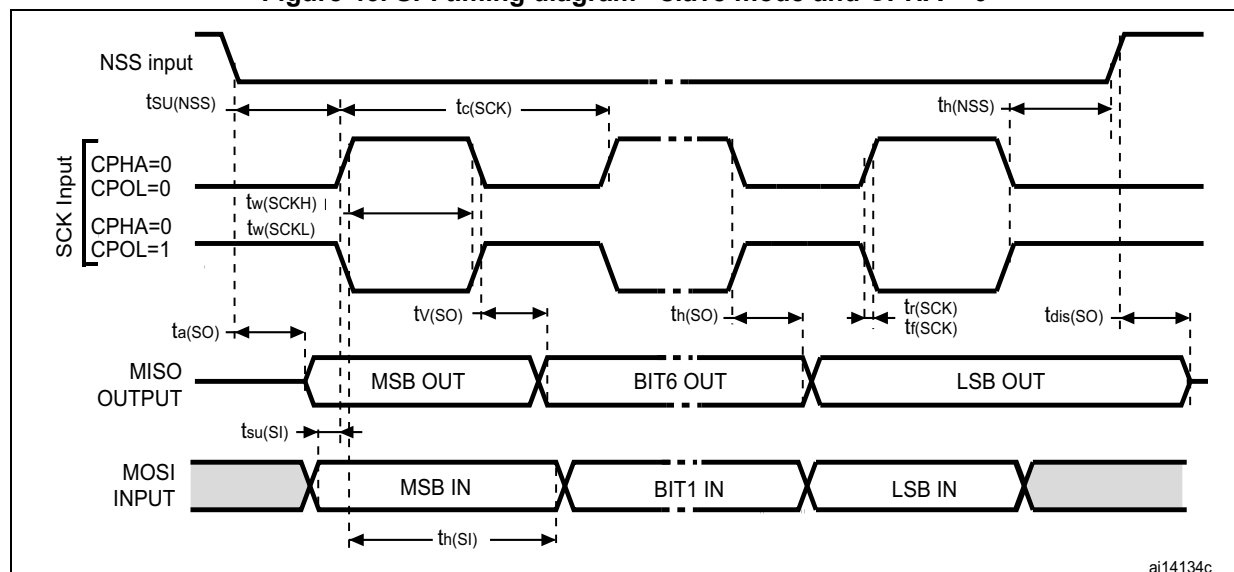 NSS input
tSU(NSS)
tc(SCK)
th(NSS)
SCK Input
CPHA=0
CPOL=0
tw(SCKH)
CPHA=0
tw(SCKL)
CPOL=1
tV(SO)
th(SO)
tr(SCK)
tf(SCK)
tdis(SO)
ta(SO)
MISO
OUTPUT
MSB OUT
BIT6 OUT
LSB OUT
tsu(SI)
MOSI
INPUT
MSB IN
BIT1 IN
LSB IN
th(SI)
ai14134c